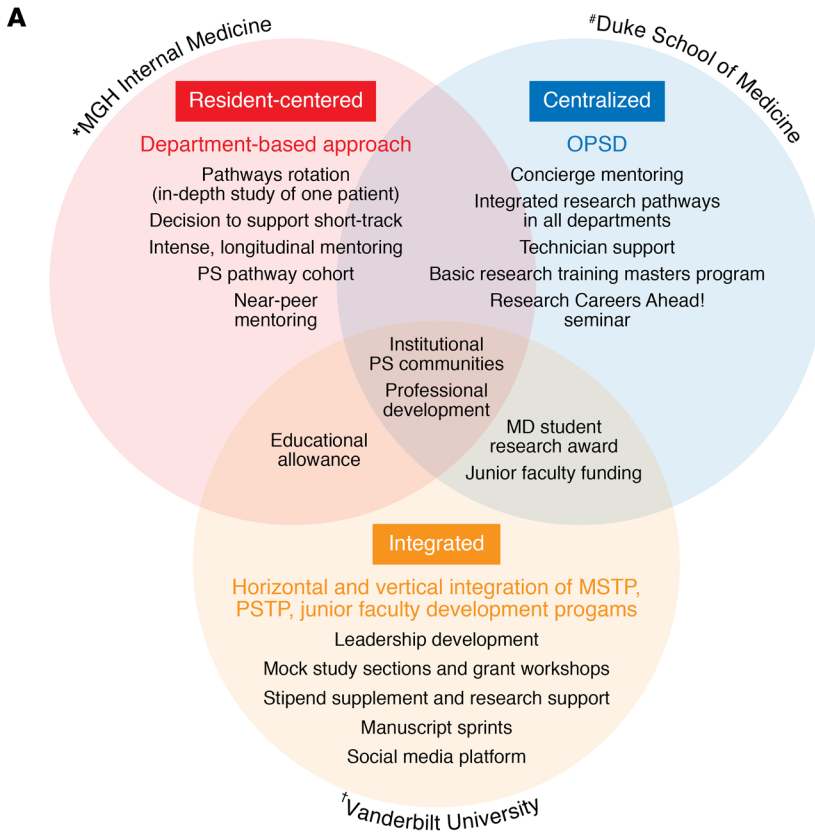 A
*MGH Internal Medicine
#Duke School of Medicine
Resident-centered
Department-based approach
Pathways rotation
(in-depth study of one patient)
Decision to support short-track
Intense, longitudinal mentoring
PS pathway cohort
Near-peer
mentoring
Centralized
OPSD
Concierge mentoring
Integrated research pathways
in all departments
Technician support
Basic research training masters program
Research Careers Ahead!
seminar
Institutional
PS communities
Professional
development
Educational
allowance
MD student
research award
Junior faculty funding
Integrated
Horizontal and vertical integration of MSTP,
PSTP, junior faculty development progams
Leadership development
Mock study sections and grant workshops
Stipend supplement and research support
Manuscript sprints
Social media platform
†Vanderbilt University